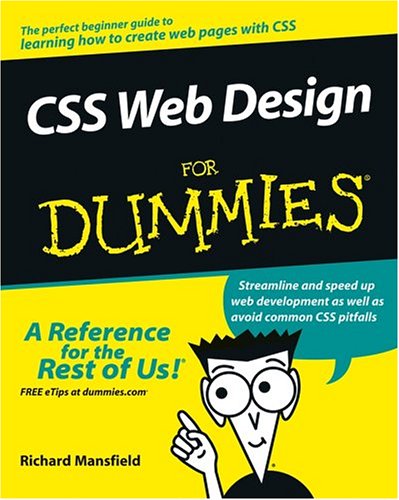 The perfect beginner guide to
learning how to create web pages with CSS
CSS Web Design
FOR
DUMMIES®
Streamline and speed up
web development as well as
avoid common CSS pitfalls
A Reference
for the
Rest of Us!®
FREE eTips at dummies.com®
Richard Mansfield